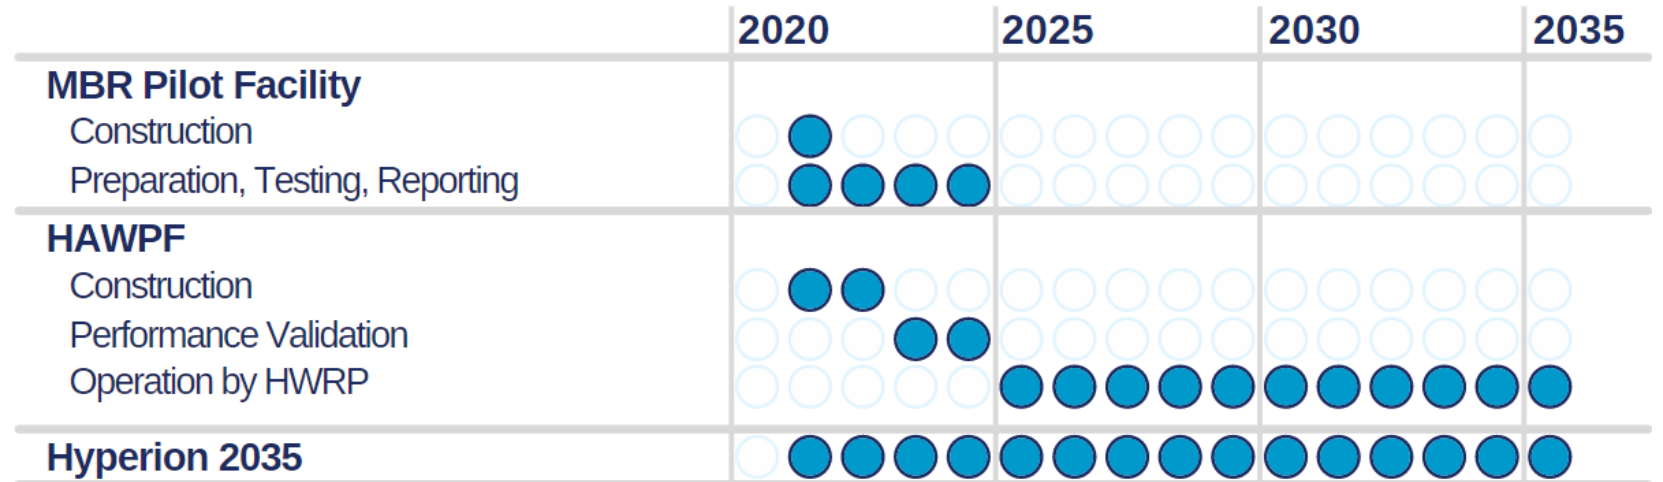 2020 2025 2030 2035
MBR Pilot Facility
Construction
Preparation, Testing, Reporting
HAWPF
Construction
Performance Validation
Operation by HWRP
Hyperion 2035